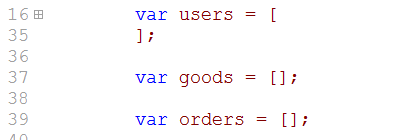 16 var users = [
35 ];
36
37 var goods = [];
38
39 var orders = [];